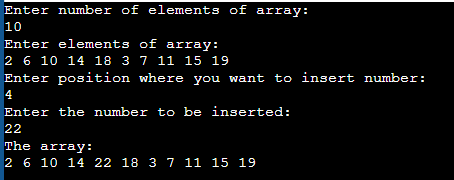 Enter number of elements of array:
10
Enter elements of array:
2 6 10 14 18 3 7 11 15 19
Enter position where you want to insert number:
4
Enter the number to be inserted:
22
The array:
2 6 10 14 22 18 3 7 11 15 19